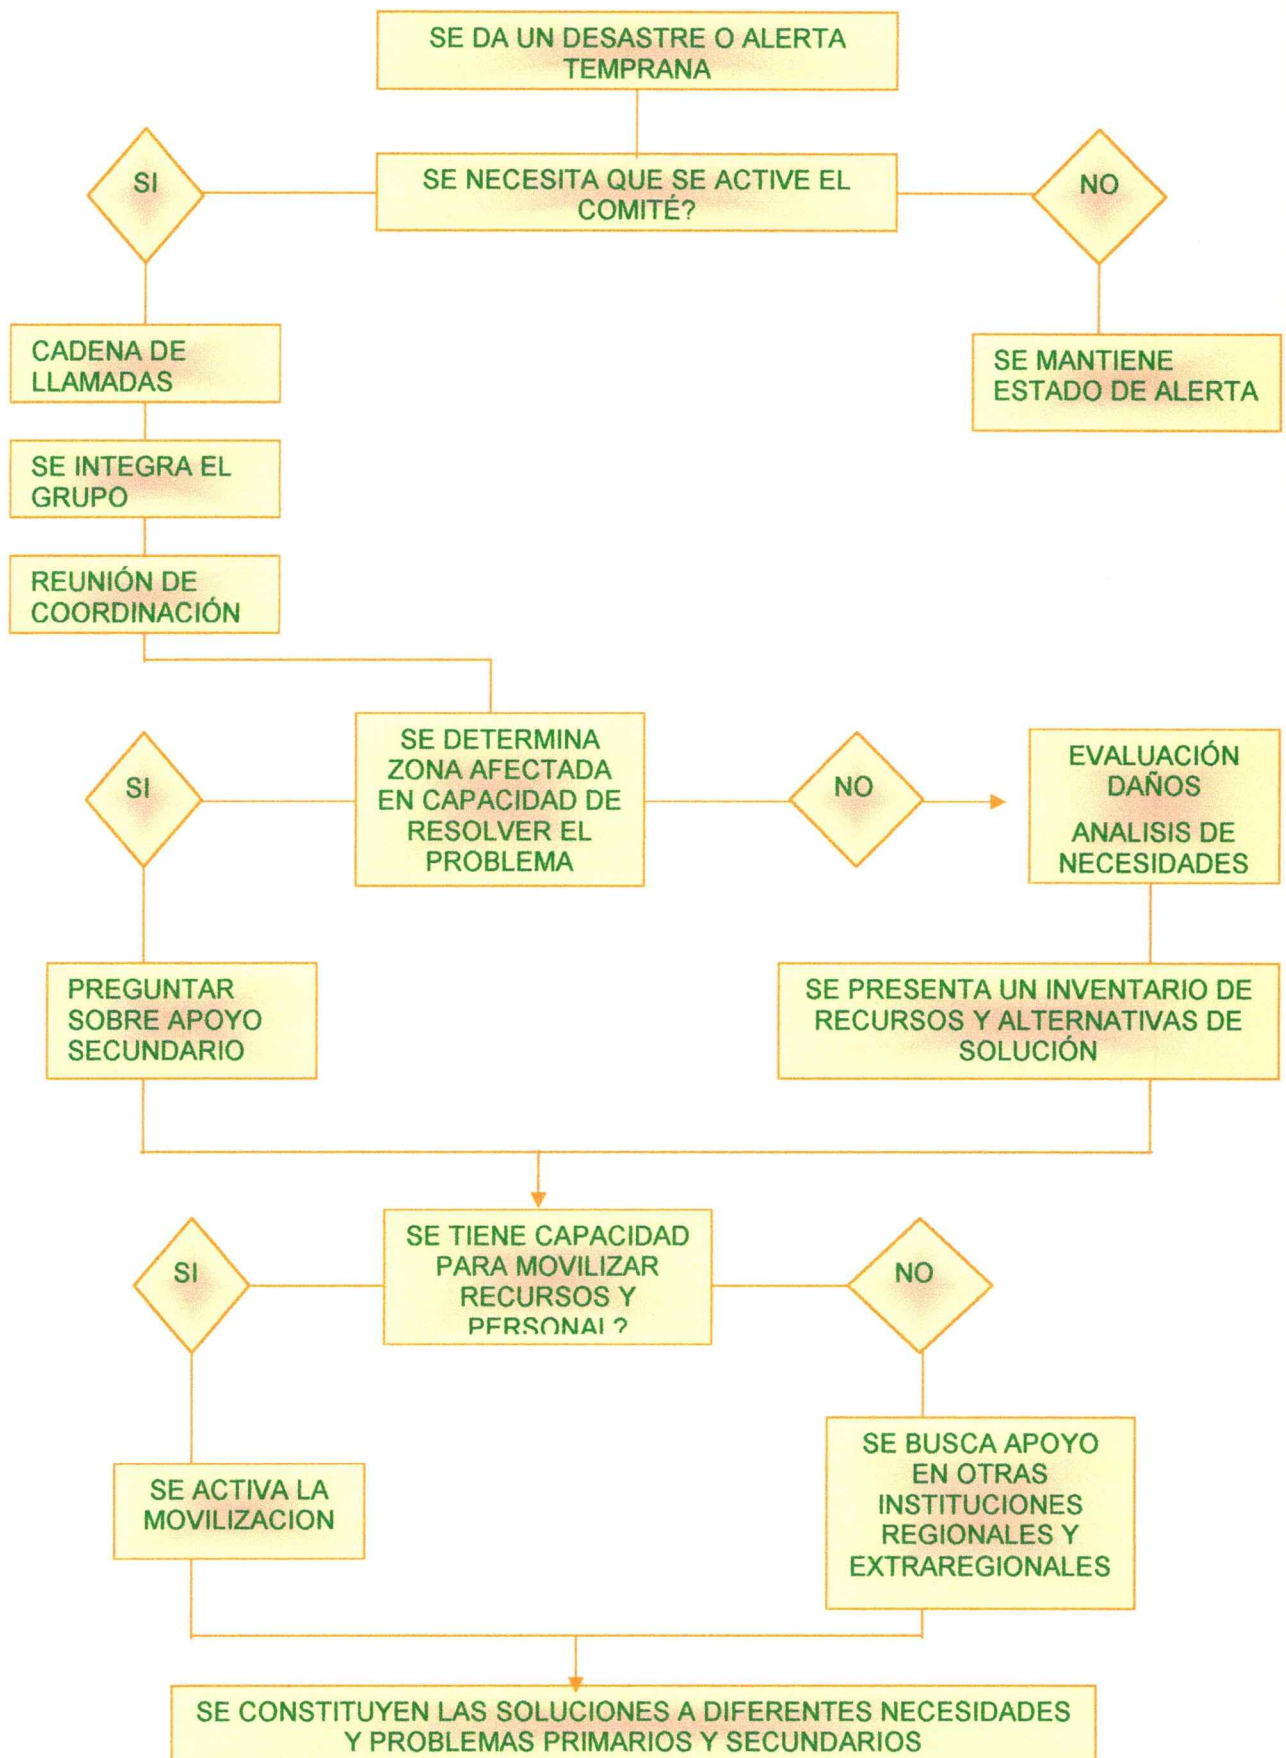 SE DA UN DESASTRE O ALERTA
TEMPRANA
SI
SE NECESITA QUE SE ACTIVE EL
COMITÉ?
NO
CADENA DE
LLAMADAS
SE MANTIENE
ESTADO DE ALERTA
SE INTEGRA EL
GRUPO
REUNIÓN DE
COORDINACIÓN
SI
SE DETERMINA
ZONA AFECTADA
EN CAPACIDAD DE
RESOLVER EL
PROBLEMA
NO
EVALUACIÓN
DAÑOS
ANALISIS DE
NECESIDADES
PREGUNTAR
SOBRE APOYO
SECUNDARIO
SE PRESENTA UN INVENTARIO DE
RECURSOS Y ALTERNATIVAS DE
SOLUCIÓN
SI
SE TIENE CAPACIDAD
PARA MOVILIZAR
RECURSOS Y
PERSONAL?
NO
SE ACTIVA LA
MOVILIZACION
SE BUSCA APOYO
EN OTRAS
INSTITUCIONES
REGIONALES Y
EXTRAREGIONALES
SE CONSTITUYEN LAS SOLUCIONES A DIFERENTES NECESIDADES
Y PROBLEMAS PRIMARIOS Y SECUNDARIOS